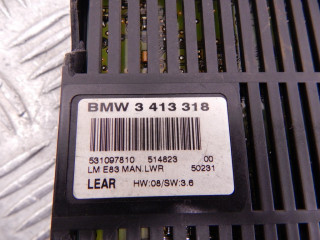 BMW 3 413 318
531097810 514823 00
LM E83 MAN.LWR 50231
LEAR HW:08/SW:3.6